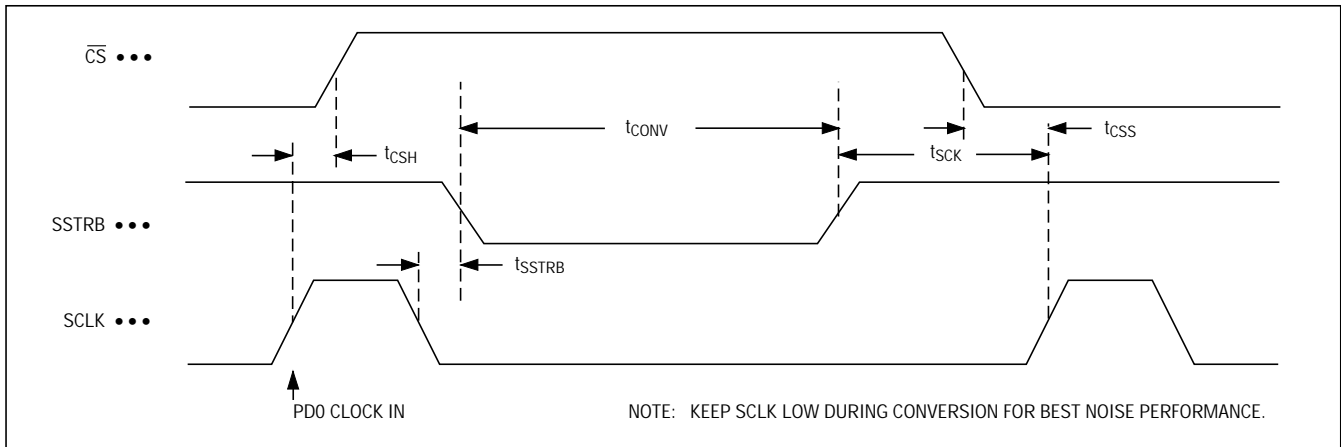 C̅S̅ •••
tCONV
tCSS
tCSH
tSCK
SSTRB •••
tSSTRB
SCLK •••
PD0 CLOCK IN
NOTE: KEEP SCLK LOW DURING CONVERSION FOR BEST NOISE PERFORMANCE.